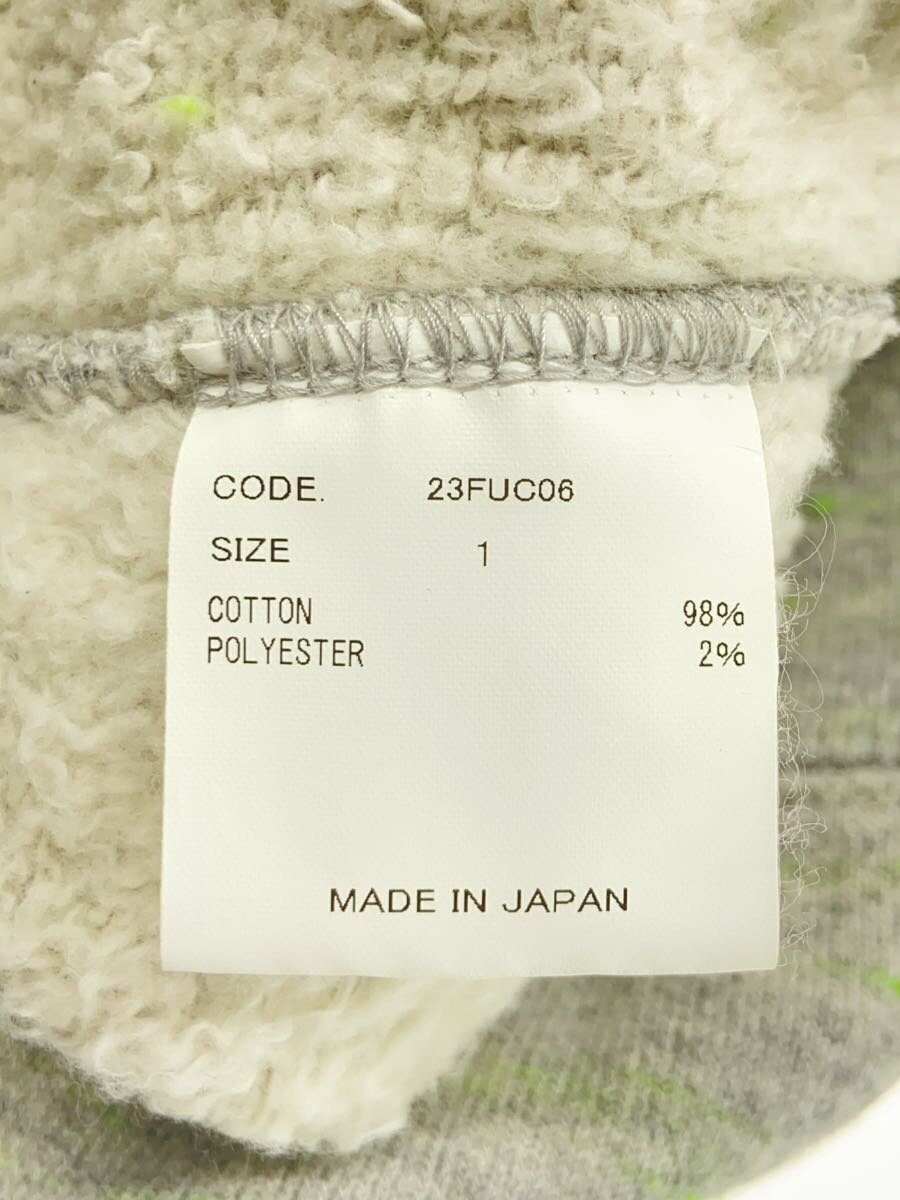 CODE. 23FUC06
SIZE 1
COTTON 98%
POLYESTER 2%
MADE IN JAPAN